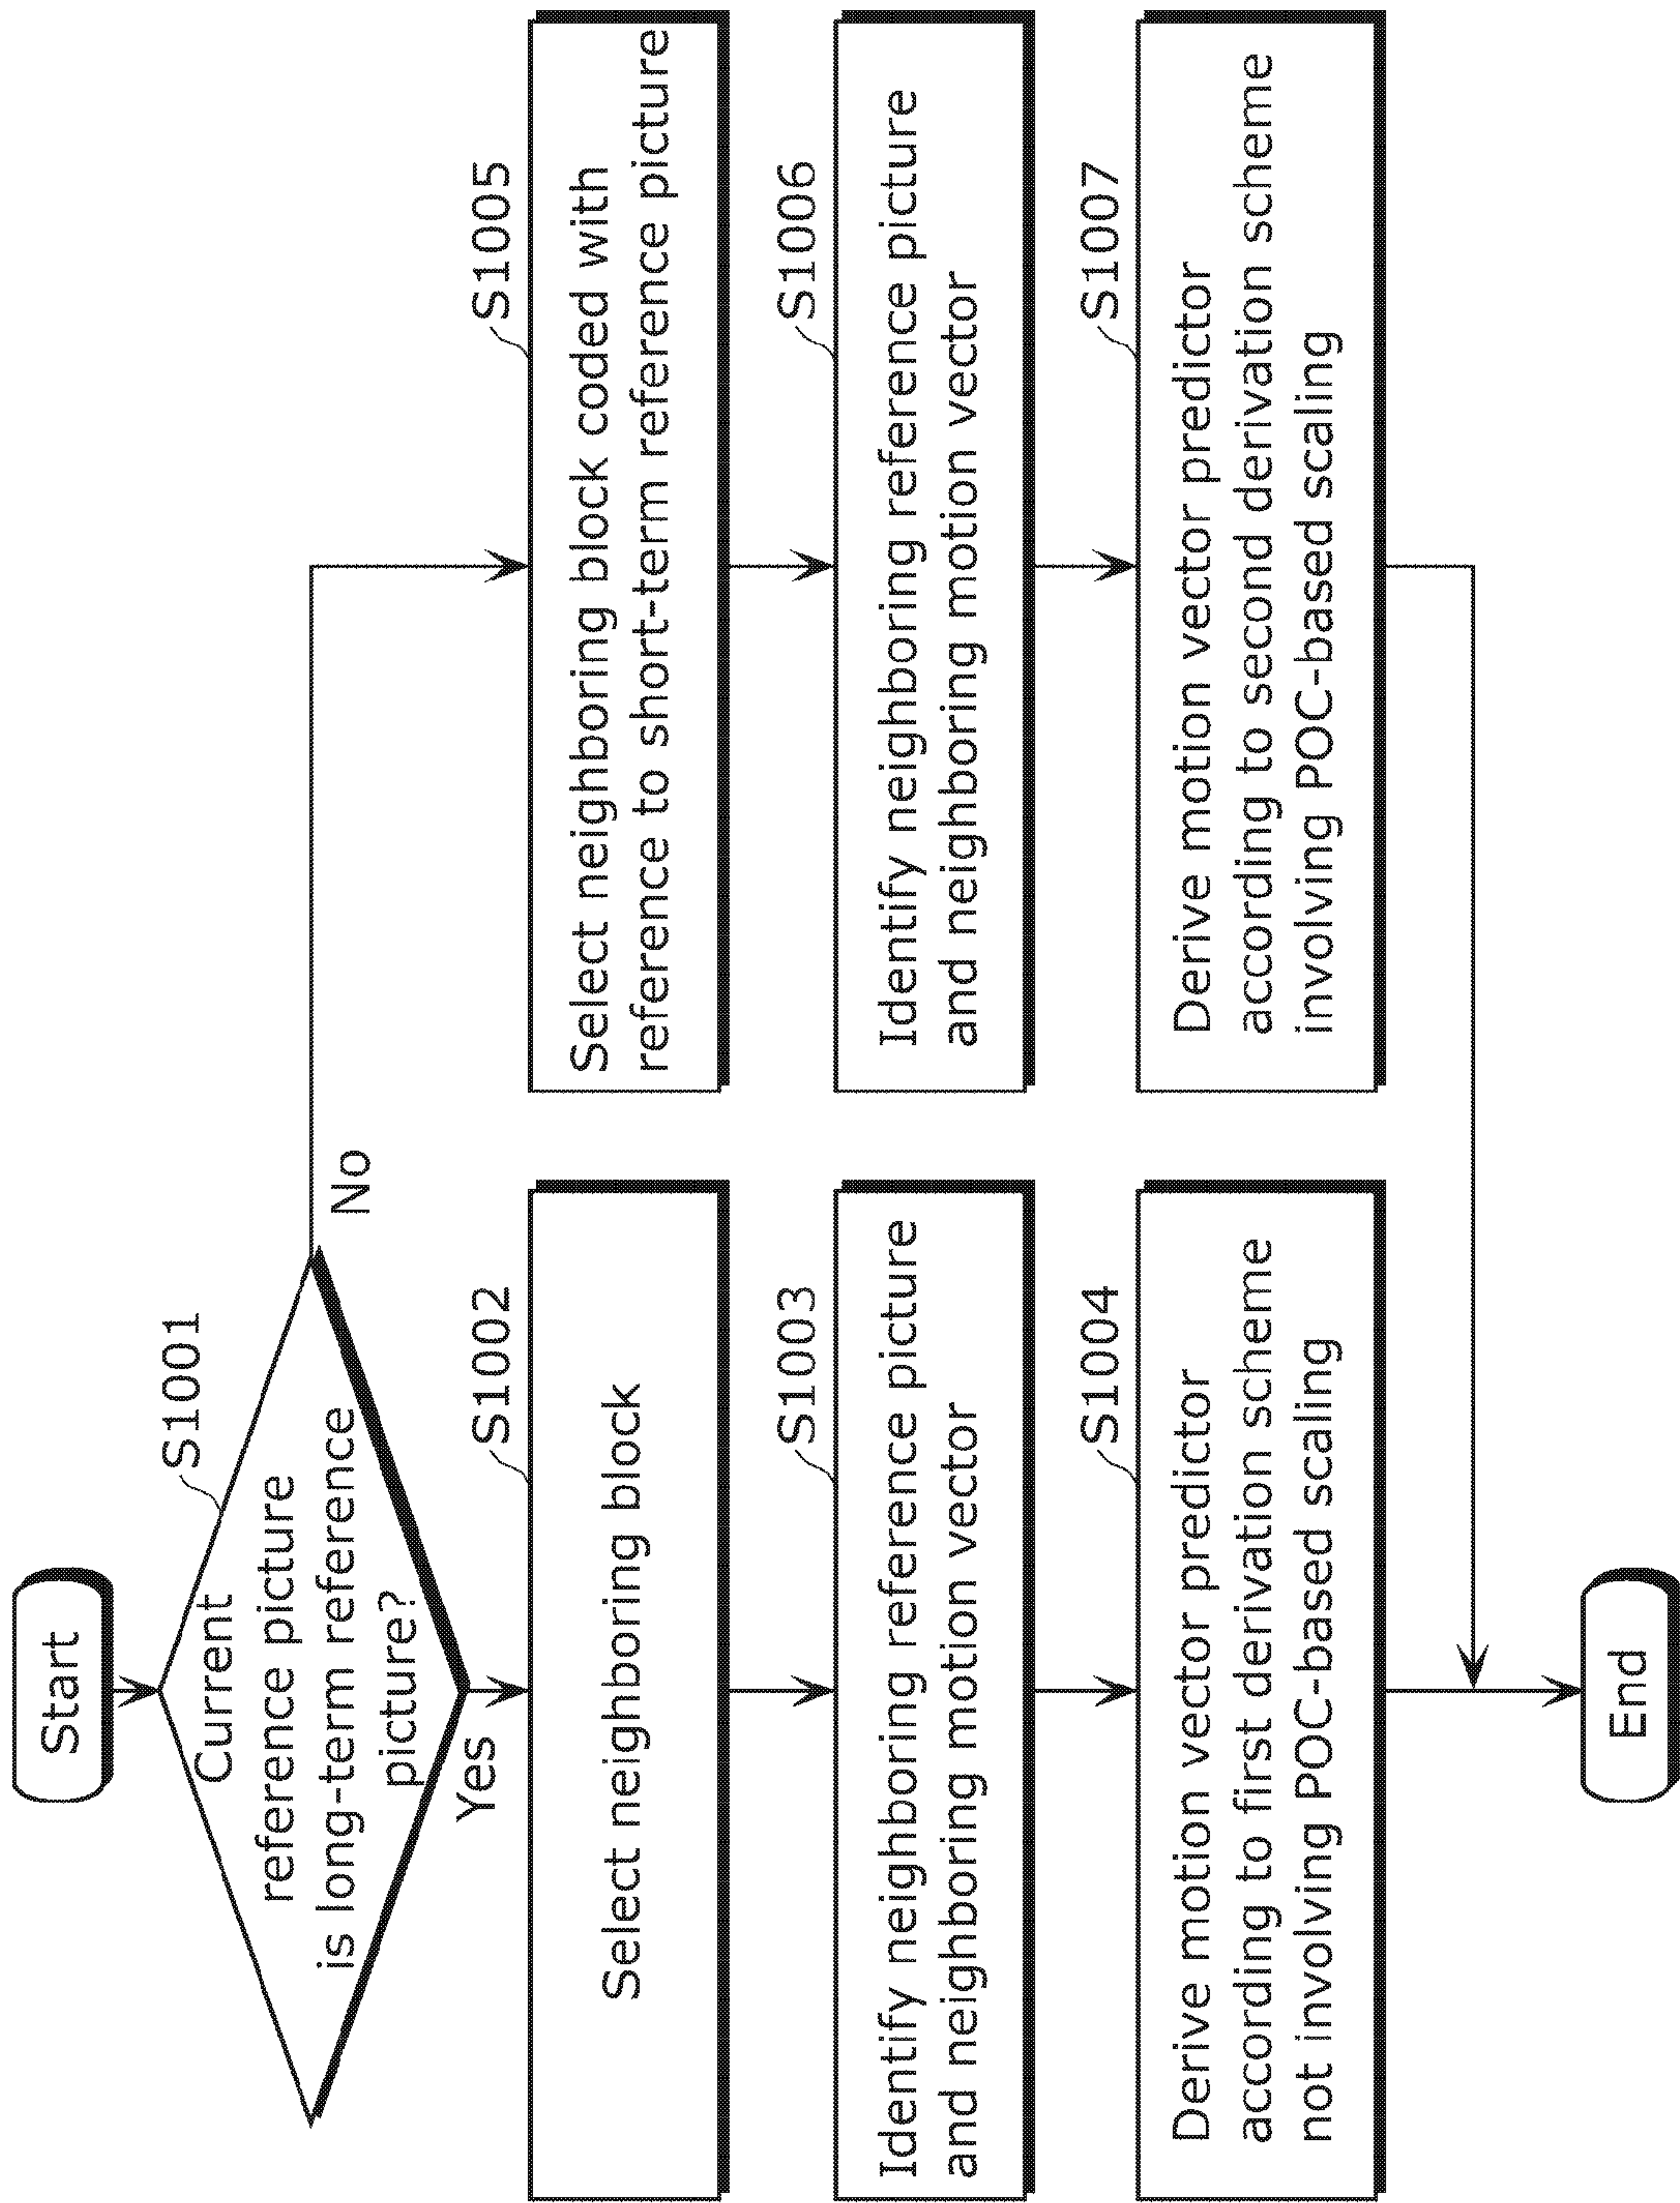 Start
S1001
Current
reference picture
is long-term reference
picture?
No
Yes
S1002
Select neighboring block
S1003
Identify neighboring reference picture
and neighboring motion vector
S1004
Derive motion vector predictor
according to first derivation scheme
not involving POC-based scaling
S1005
Select neighboring block coded with
reference to short-term reference picture
S1006
Identify neighboring reference picture
and neighboring motion vector
S1007
Derive motion vector predictor
according to second derivation scheme
involving POC-based scaling
End